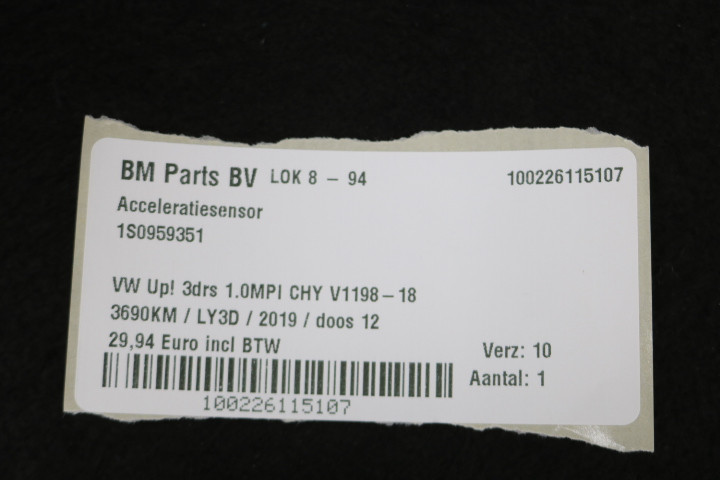 BM Parts BV LOK 8 - 94 100226115107
Acceleratiesensor
1S0959351
VW Up! 3drs 1.0MPI CHY V1198-18
3690KM / LY3D / 2019 / doos 12
29,94 Euro incl BTW
Verz: 10
Aantal: 1
100226115107